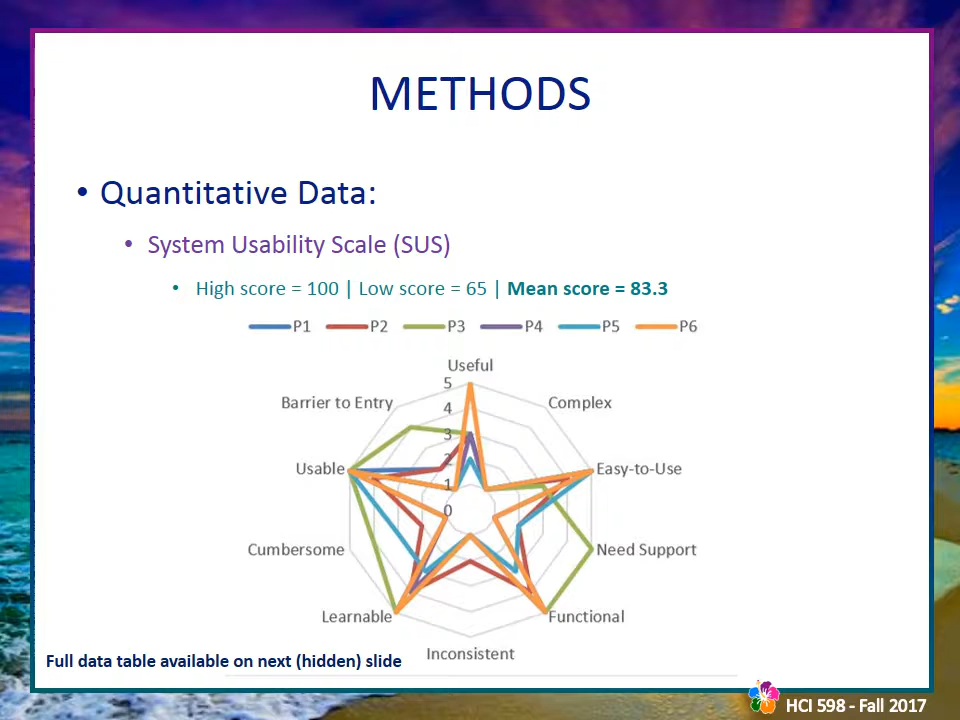 METHODS
• Quantitative Data:
• System Usability Scale (SUS)
• High score = 100 | Low score = 65 | Mean score = 83.3
P1 P2 P3 P4 P5 P6
Useful
5
Barrier to Entry
Complex
4
3
2
Usable
Easy-to-Use
1
0
Cumbersome
Need Support
Learnable
Functional
Inconsistent
Full data table available on next (hidden) slide
HCI 598 - Fall 2017